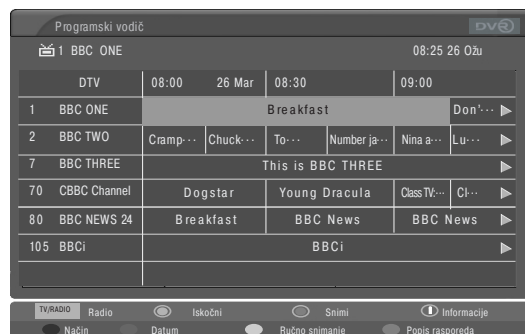 Programski vodič DVR
1 BBC ONE 08:25 26 Ožu
DTV 08:00 26 Mar 08:30 09:00
1 BBC ONE Breakfast Don'···
2 BBC TWO Cramp··· Chuck··· To··· Number ja··· Nina a··· Lu···
7 BBC THREE This is BBC THREE
70 CBBC Channel Dogstar Young Dracula Class TV:··· Cl···
80 BBC NEWS 24 Breakfast BBC News BBC News
105 BBCi BBCi
TV/RADIO Radio Iskočni Snimi Informacije
Način Datum Ručno snimanje Popis rasporeda